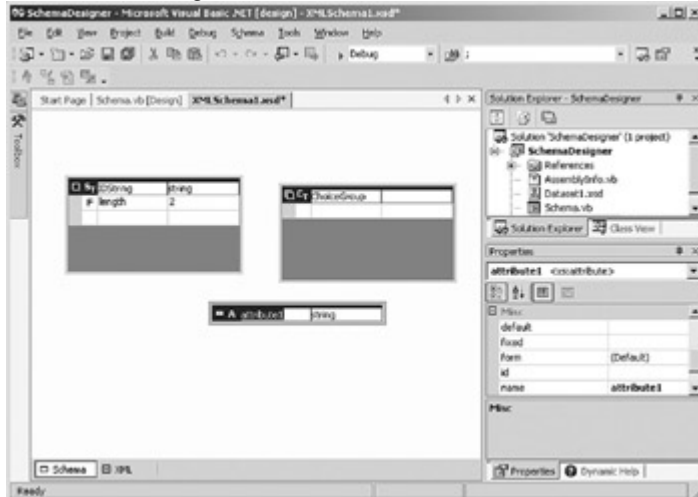 SchemaDesigner - Microsoft Visual Basic .NET [design] - XMLSchema1.xsd*
File Edit View Project Build Debug Schema Tools Window Help
Debug
Start Page Schema.vb [Design] XMLSchema1.xsd*
Toolbox
ST IDString string
F length 2
CT ChoiceGroup
A attribute1 string
Schema XML
Solution Explorer - SchemaDesigner
Solution 'SchemaDesigner' (1 project)
SchemaDesigner
References
AssemblyInfo.vb
Dataset1.xsd
Schema.vb
Solution Explorer Class View
Properties
attribute1 <xs:attribute>
Misc
default
fixed
form (Default)
id
name attribute1
Misc
Properties Dynamic Help
Ready